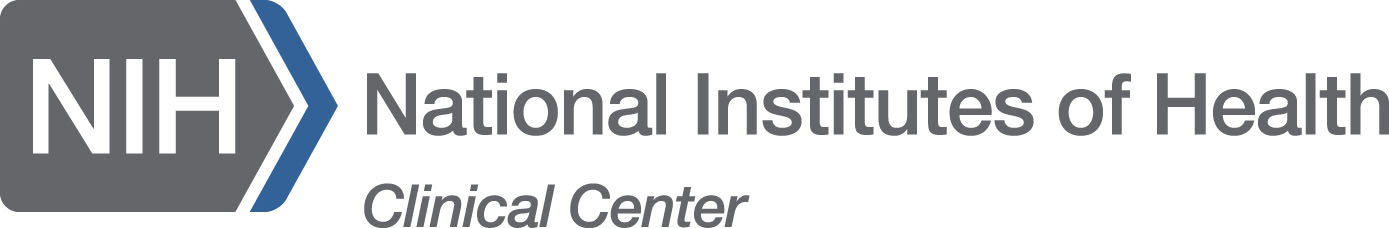 NIH
National Institutes of Health
Clinical Center